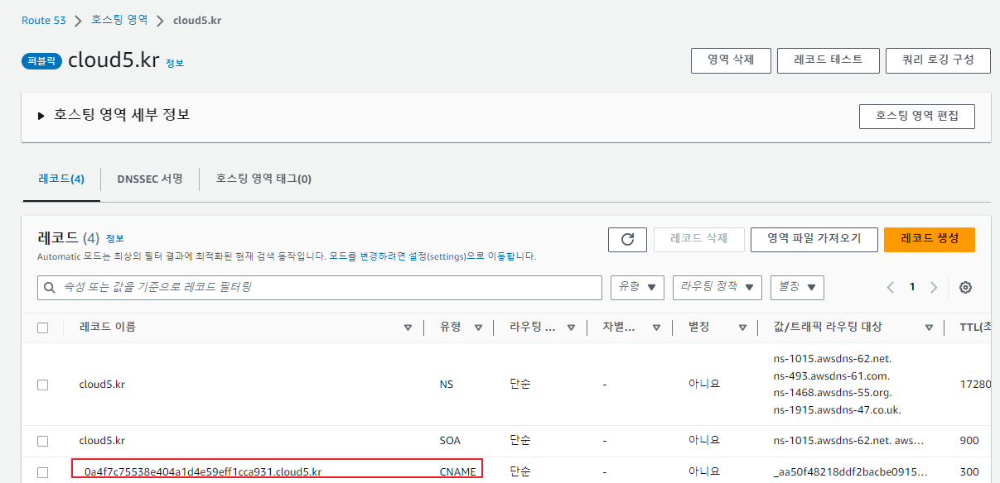 Route 53 > 호스팅 영역 > cloud5.kr
퍼블릭 cloud5.kr 정보
영역 삭제 레코드 테스트 쿼리 로깅 구성
▶ 호스팅 영역 세부 정보
호스팅 영역 편집
레코드(4) DNSSEC 서명 호스팅 영역 태그(0)
레코드 (4) 정보
레코드 삭제 영역 파일 가져오기 레코드 생성
Automatic 모드는 최상의 필터 결과에 최적화된 현재 검색 동작입니다. 모드를 변경하려면 설정(settings)으로 이동합니다.
속성 또는 값을 기준으로 레코드 필터링 유형 라우팅 정책 별칭 1
레코드 이름 유형 라우팅 ... 차별... 별칭 값/트래픽 라우팅 대상 TTL(초
cloud5.kr NS 단순 - 아니요 ns-1015.awsdns-62.net. 17280
ns-493.awsdns-61.com.
ns-1468.awsdns-55.org.
ns-1915.awsdns-47.co.uk.
cloud5.kr SOA 단순 - 아니요 ns-1015.awsdns-62.net. aws... 900
_0a4f7c75538e404a1d4e59eff1cca931.cloud5.kr CNAME 단순 - 아니요 _aa50f48218ddf2bacbe0915... 300